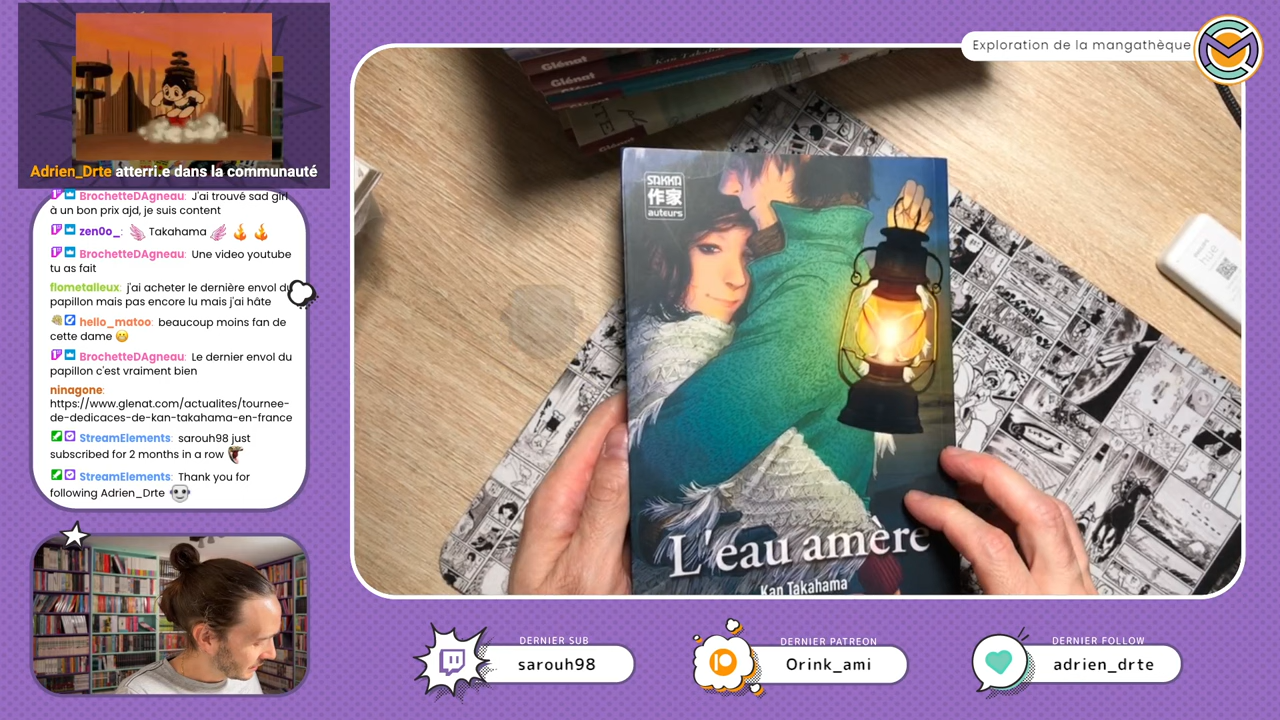 Exploration de la mangathèque
Adrien_Drte atterri.e dans la communauté
BrochetteDAgneau: J'ai trouvé sad girl
à un bon prix ajd, je suis content
zen0o_: Takahama
BrochetteDAgneau: Une video youtube
tu as fait
flometalleux: j'ai acheter le dernière envol du
papillon mais pas encore lu mais j'ai hâte
hello_matoo: beaucoup moins fan de
cette dame
BrochetteDAgneau: Le dernier envol du
papillon c'est vraiment bien
ninagone:
https://www.glenat.com/actualites/tournee-
de-dedicaces-de-kan-takahama-en-france
StreamElements: sarouh98 just
subscribed for 2 months in a row
StreamElements: Thank you for
following Adrien_Drte
Glénat
Glénat
SAKKA
作家
auteurs
L'eau amère
Kan Takahama
hue
DERNIER SUB
sarouh98
DERNIER PATREON
Orink_ami
DERNIER FOLLOW
adrien_drte